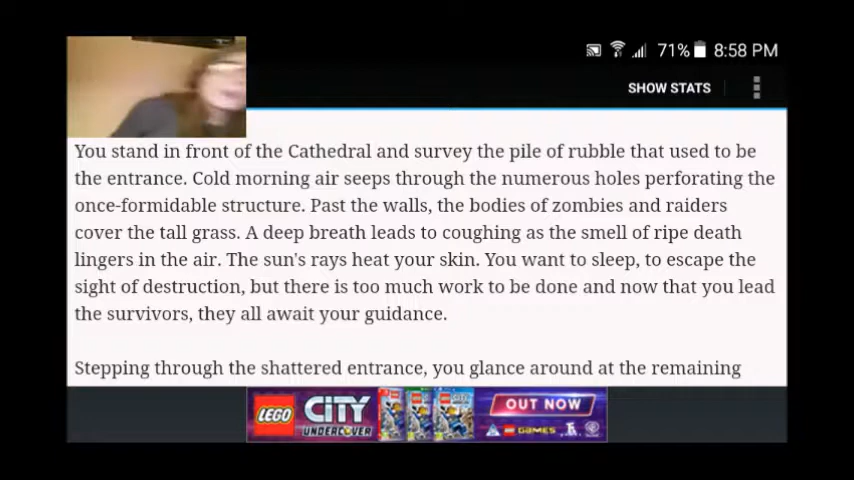 71% 8:58 PM
SHOW STATS
You stand in front of the Cathedral and survey the pile of rubble that used to be
the entrance. Cold morning air seeps through the numerous holes perforating the
once-formidable structure. Past the walls, the bodies of zombies and raiders
cover the tall grass. A deep breath leads to coughing as the smell of ripe death
lingers in the air. The sun's rays heat your skin. You want to sleep, to escape the
sight of destruction, but there is too much work to be done and now that you lead
the survivors, they all await your guidance.
Stepping through the shattered entrance, you glance around at the remaining
LEGO CITY UNDERCOVER
OUT NOW
GAMES